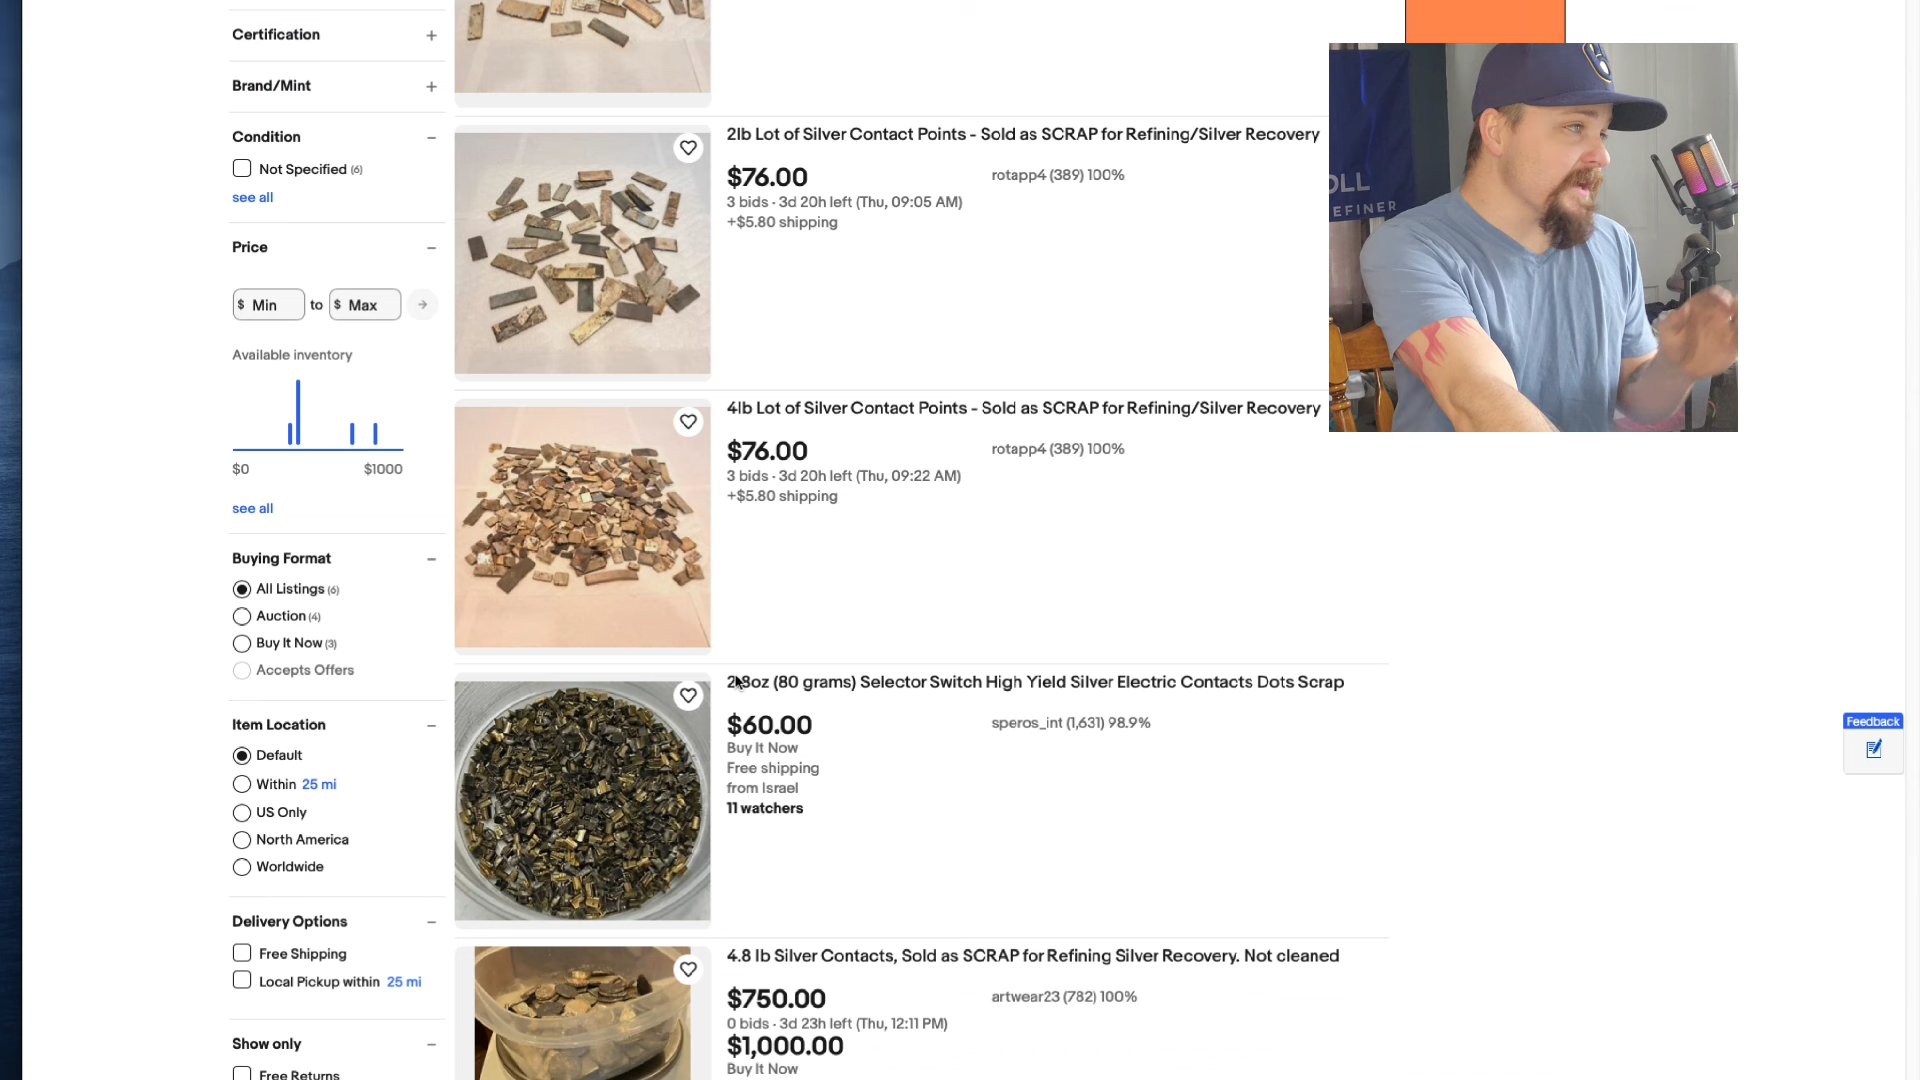 Certification
Brand/Mint
Condition
Not Specified (6)
see all
Price
$ Min to $ Max
Available inventory
$0 $1000
see all
Buying Format
All Listings (6)
Auction (4)
Buy It Now (3)
Accepts Offers
Item Location
Default
Within 25 mi
US Only
North America
Worldwide
Delivery Options
Free Shipping
Local Pickup within 25 mi
Show only
Free Returns
2lb Lot of Silver Contact Points - Sold as SCRAP for Refining/Silver Recovery
$76.00
rotapp4 (389) 100%
3 bids · 3d 20h left (Thu, 09:05 AM)
+$5.80 shipping
4lb Lot of Silver Contact Points - Sold as SCRAP for Refining/Silver Recovery
$76.00
rotapp4 (389) 100%
3 bids · 3d 20h left (Thu, 09:22 AM)
+$5.80 shipping
2.8oz (80 grams) Selector Switch High Yield Silver Electric Contacts Dots Scrap
$60.00
speros_int (1,631) 98.9%
Buy It Now
Free shipping
from Israel
11 watchers
4.8 lb Silver Contacts, Sold as SCRAP for Refining Silver Recovery. Not cleaned
$750.00
artwear23 (782) 100%
0 bids · 3d 23h left (Thu, 12:11 PM)
$1,000.00
Buy It Now
OLL
EFINER
Feedback